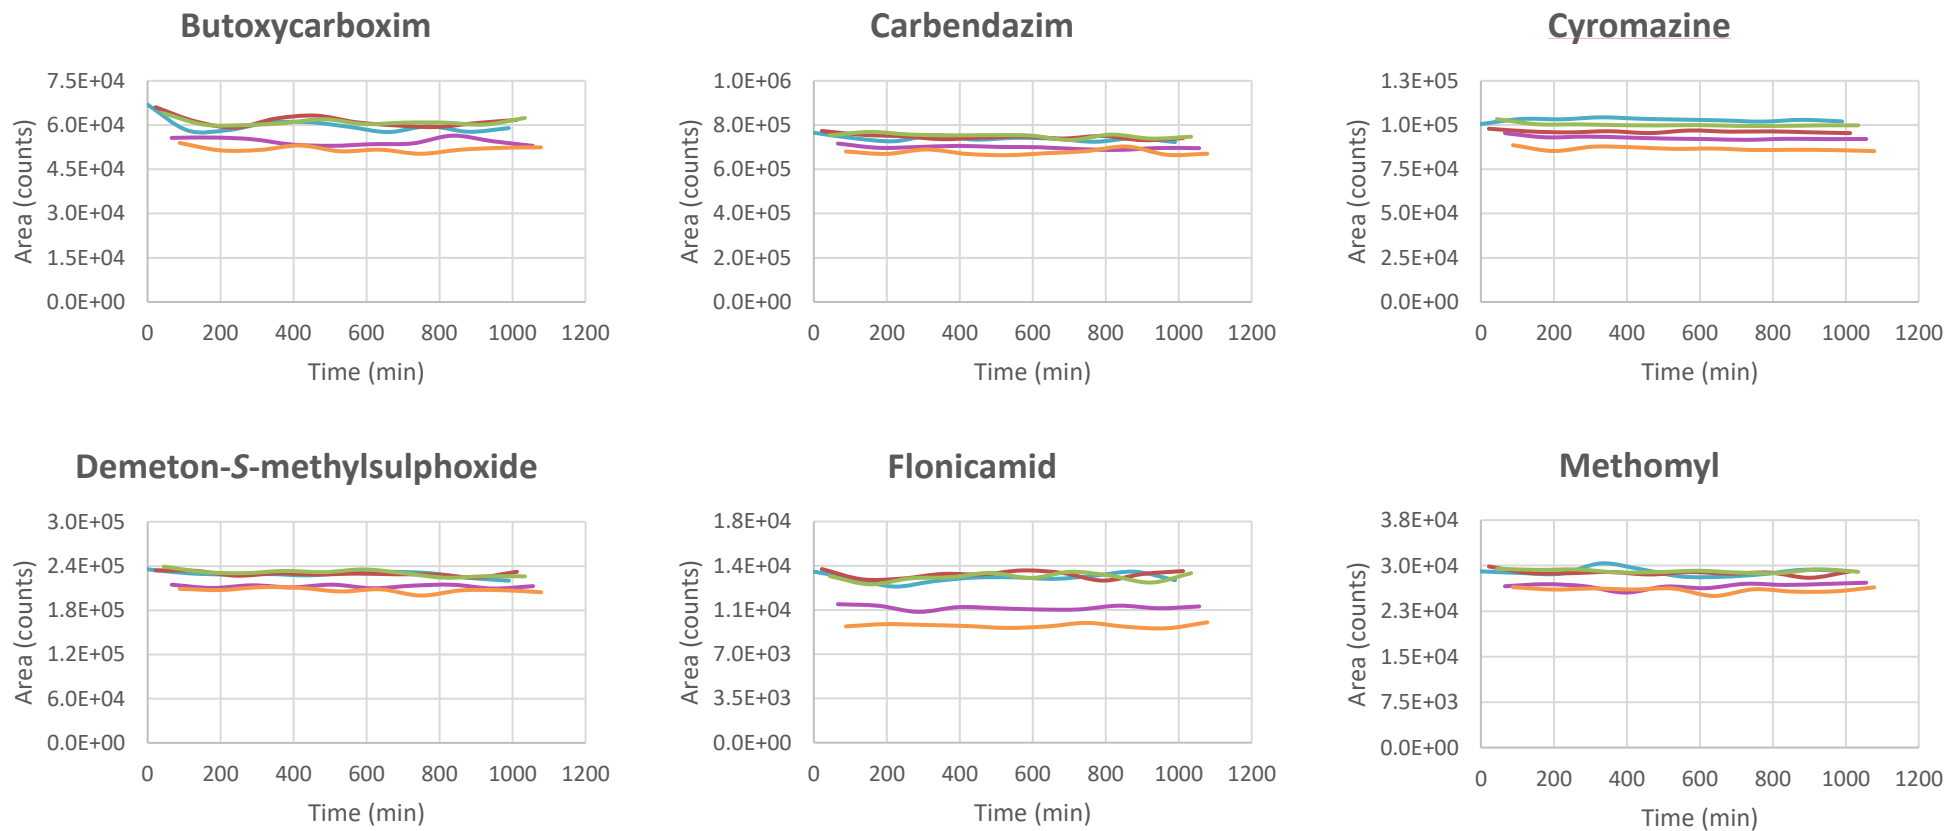 Butoxycarboxim
7.5E+04
6.0E+04
4.5E+04
3.0E+04
1.5E+04
0.0E+00
Area (counts)
0 200 400 600 800 1000 1200
Time (min)
Carbendazim
1.0E+06
8.0E+05
6.0E+05
4.0E+05
2.0E+05
0.0E+00
Area (counts)
0 200 400 600 800 1000 1200
Time (min)
Cyromazine
1.3E+05
1.0E+05
7.5E+04
5.0E+04
2.5E+04
0.0E+00
Area (counts)
0 200 400 600 800 1000 1200
Time (min)
Demeton-S-methylsulphoxide
3.0E+05
2.4E+05
1.8E+05
1.2E+05
6.0E+04
0.0E+00
Area (counts)
0 200 400 600 800 1000 1200
Time (min)
Flonicamid
1.8E+04
1.4E+04
1.1E+04
7.0E+03
3.5E+03
0.0E+00
Area (counts)
0 200 400 600 800 1000 1200
Time (min)
Methomyl
3.8E+04
3.0E+04
2.3E+04
1.5E+04
7.5E+03
0.0E+00
Area (counts)
0 200 400 600 800 1000 1200
Time (min)